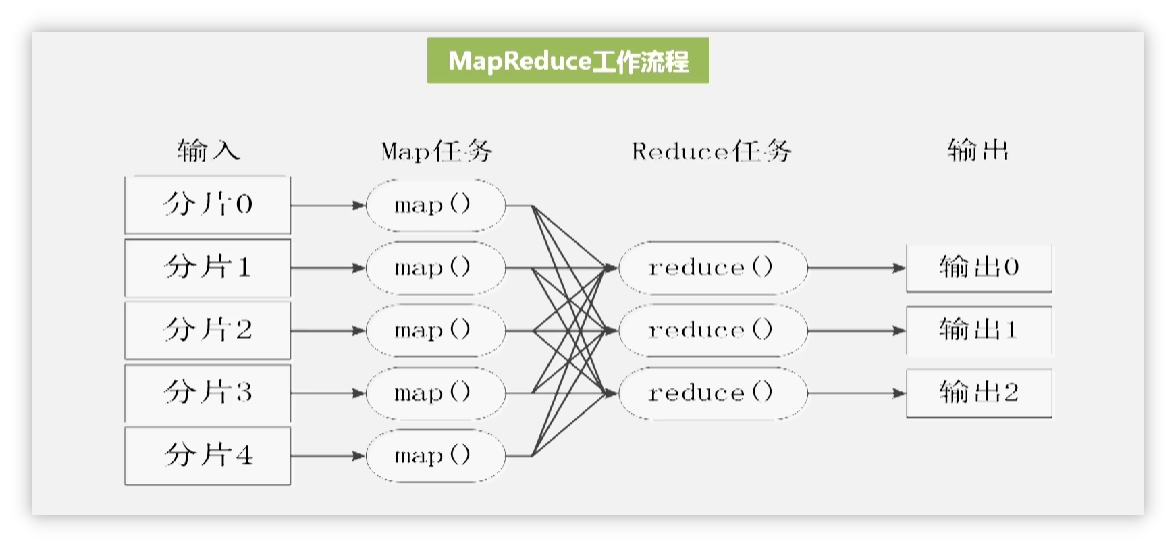 MapReduce工作流程
输入 Map任务 Reduce任务 输出
分片0 map()
分片1 map() reduce() 输出0
分片2 map() reduce() 输出1
分片3 map() reduce() 输出2
分片4 map()